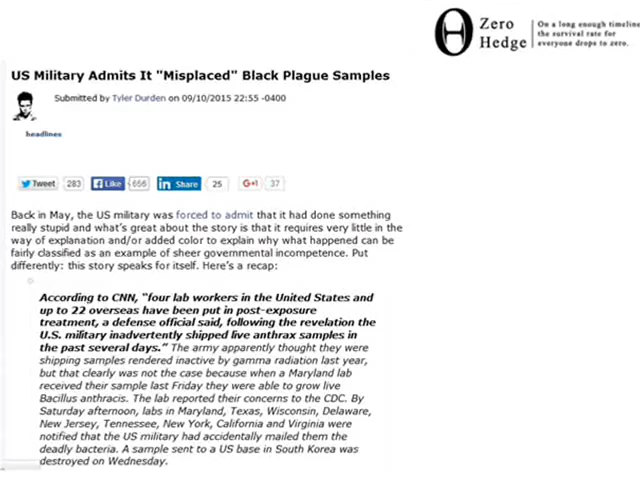 Zero
Hedge
On a long enough timeline
the survival rate for
everyone drops to zero.
US Military Admits It "Misplaced" Black Plague Samples
Submitted by Tyler Durden on 09/10/2015 22:55 -0400
headlines
Tweet 283 Like 656 in Share 25 G+1 37
Back in May, the US military was forced to admit that it had done something
really stupid and what's great about the story is that it requires very little in the
way of explanation and/or added color to explain why what happened can be
fairly classified as an example of sheer governmental incompetence. Put
differently: this story speaks for itself. Here's a recap:
According to CNN, "four lab workers in the United States and
up to 22 overseas have been put in post-exposure
treatment, a defense official said, following the revelation the
U.S. military inadvertently shipped live anthrax samples in
the past several days." The army apparently thought they were
shipping samples rendered inactive by gamma radiation last year,
but that clearly was not the case because when a Maryland lab
received their sample last Friday they were able to grow live
Bacillus anthracis. The lab reported their concerns to the CDC. By
Saturday afternoon, labs in Maryland, Texas, Wisconsin, Delaware,
New Jersey, Tennessee, New York, California and Virginia were
notified that the US military had accidentally mailed them the
deadly bacteria. A sample sent to a US base in South Korea was
destroyed on Wednesday.